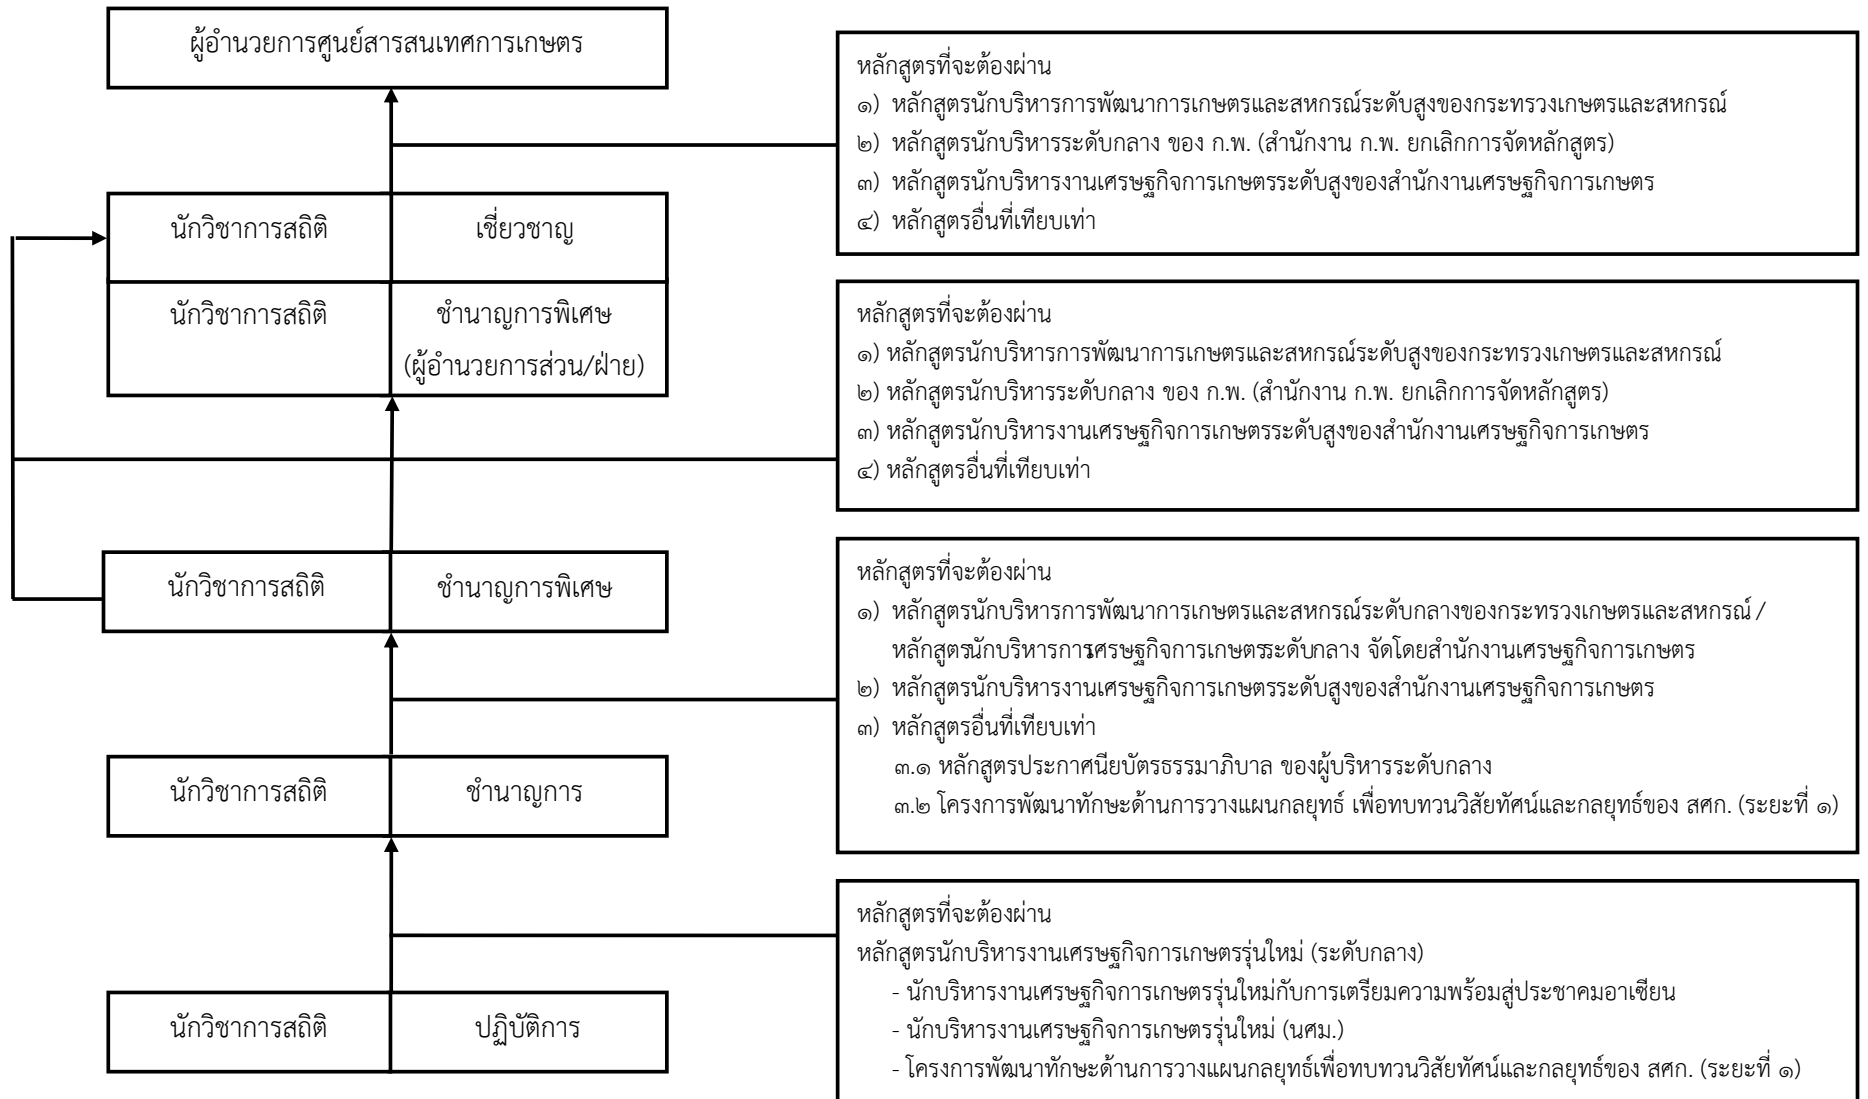 ผู้อำนวยการศูนย์สารสนเทศการเกษตร
หลักสูตรที่จะต้องผ่าน
๑) หลักสูตรนักบริหารการพัฒนาการเกษตรและสหกรณ์ระดับสูงของกระทรวงเกษตรและสหกรณ์
๒) หลักสูตรนักบริหารระดับกลาง ของ ก.พ. (สำนักงาน ก.พ. ยกเลิกการจัดหลักสูตร)
๓) หลักสูตรนักบริหารงานเศรษฐกิจการเกษตรระดับสูงของสำนักงานเศรษฐกิจการเกษตร
๔) หลักสูตรอื่นที่เทียบเท่า
นักวิชาการสถิติ เชี่ยวชาญ
นักวิชาการสถิติ ชำนาญการพิเศษ
(ผู้อำนวยการส่วน/ฝ่าย)
หลักสูตรที่จะต้องผ่าน
๑) หลักสูตรนักบริหารการพัฒนาการเกษตรและสหกรณ์ระดับสูงของกระทรวงเกษตรและสหกรณ์
๒) หลักสูตรนักบริหารระดับกลาง ของ ก.พ. (สำนักงาน ก.พ. ยกเลิกการจัดหลักสูตร)
๓) หลักสูตรนักบริหารงานเศรษฐกิจการเกษตรระดับสูงของสำนักงานเศรษฐกิจการเกษตร
๔) หลักสูตรอื่นที่เทียบเท่า
นักวิชาการสถิติ ชำนาญการพิเศษ
หลักสูตรที่จะต้องผ่าน
๑) หลักสูตรนักบริหารการพัฒนาการเกษตรและสหกรณ์ระดับกลางของกระทรวงเกษตรและสหกรณ์ /
หลักสูตรนักบริหารการเศรษฐกิจการเกษตรระดับกลาง จัดโดยสำนักงานเศรษฐกิจการเกษตร
๒) หลักสูตรนักบริหารงานเศรษฐกิจการเกษตรระดับสูงของสำนักงานเศรษฐกิจการเกษตร
๓) หลักสูตรอื่นที่เทียบเท่า
๓.๑ หลักสูตรประกาศนียบัตรธรรมาภิบาล ของผู้บริหารระดับกลาง
๓.๒ โครงการพัฒนาทักษะด้านการวางแผนกลยุทธ์ เพื่อทบทวนวิสัยทัศน์และกลยุทธ์ของ สศก. (ระยะที่ ๑)
นักวิชาการสถิติ ชำนาญการ
หลักสูตรที่จะต้องผ่าน
หลักสูตรนักบริหารงานเศรษฐกิจการเกษตรรุ่นใหม่ (ระดับกลาง)
- นักบริหารงานเศรษฐกิจการเกษตรรุ่นใหม่กับการเตรียมความพร้อมสู่ประชาคมอาเซียน
- นักบริหารงานเศรษฐกิจการเกษตรรุ่นใหม่ (นศม.)
- โครงการพัฒนาทักษะด้านการวางแผนกลยุทธ์เพื่อทบทวนวิสัยทัศน์และกลยุทธ์ของ สศก. (ระยะที่ ๑)
นักวิชาการสถิติ ปฏิบัติการ